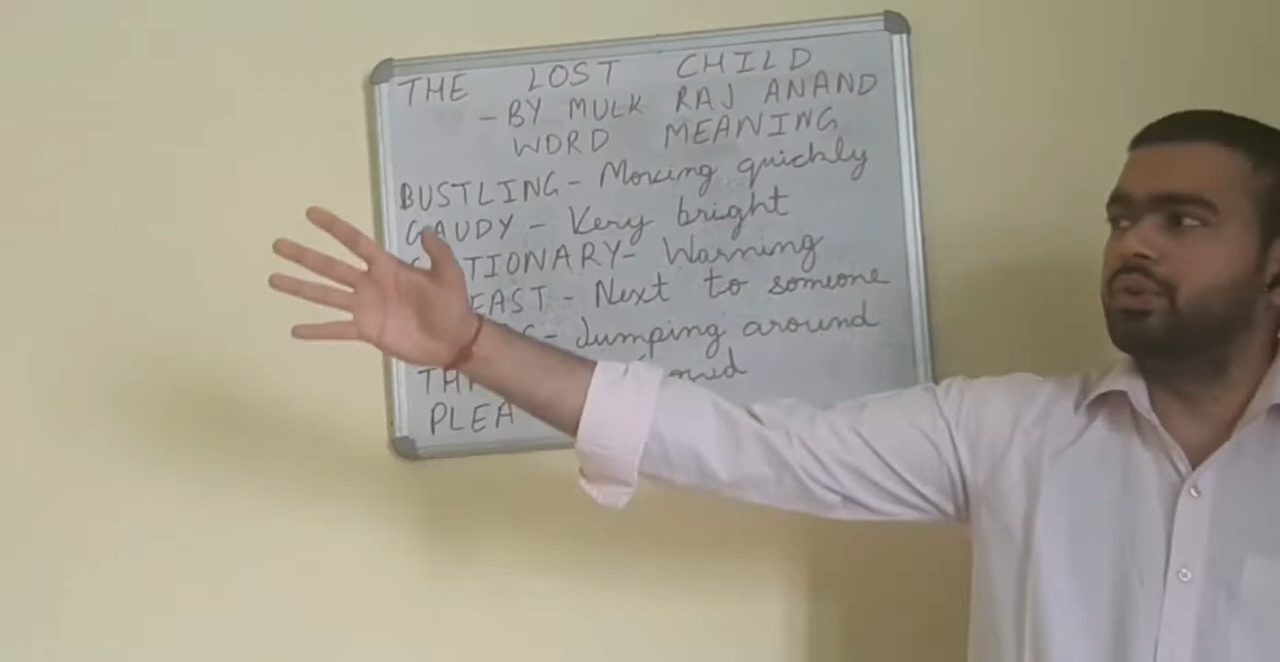 THE LOST CHILD
- BY MULK RAJ ANAND
WORD MEANING
BUSTLING - Moving quickly
GAUDY - Very bright
TIONARY - Warning
EAST - Next to someone
G - Jumping around
TH
PLEA